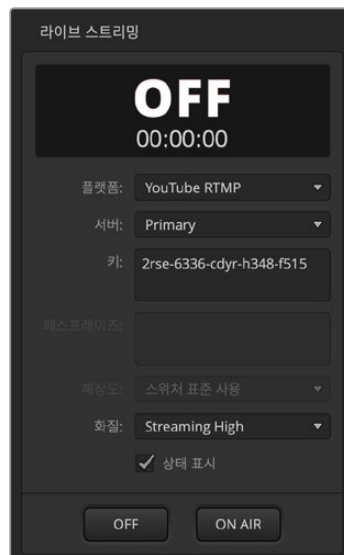 라이브 스트리밍
OFF
00:00:00
플랫폼: YouTube RTMP
서버: Primary
키: 2rse-6336-cdyr-h348-f515
패스프레이즈:
해상도: 스위처 표준 사용
화질: Streaming High
상태 표시
OFF ON AIR